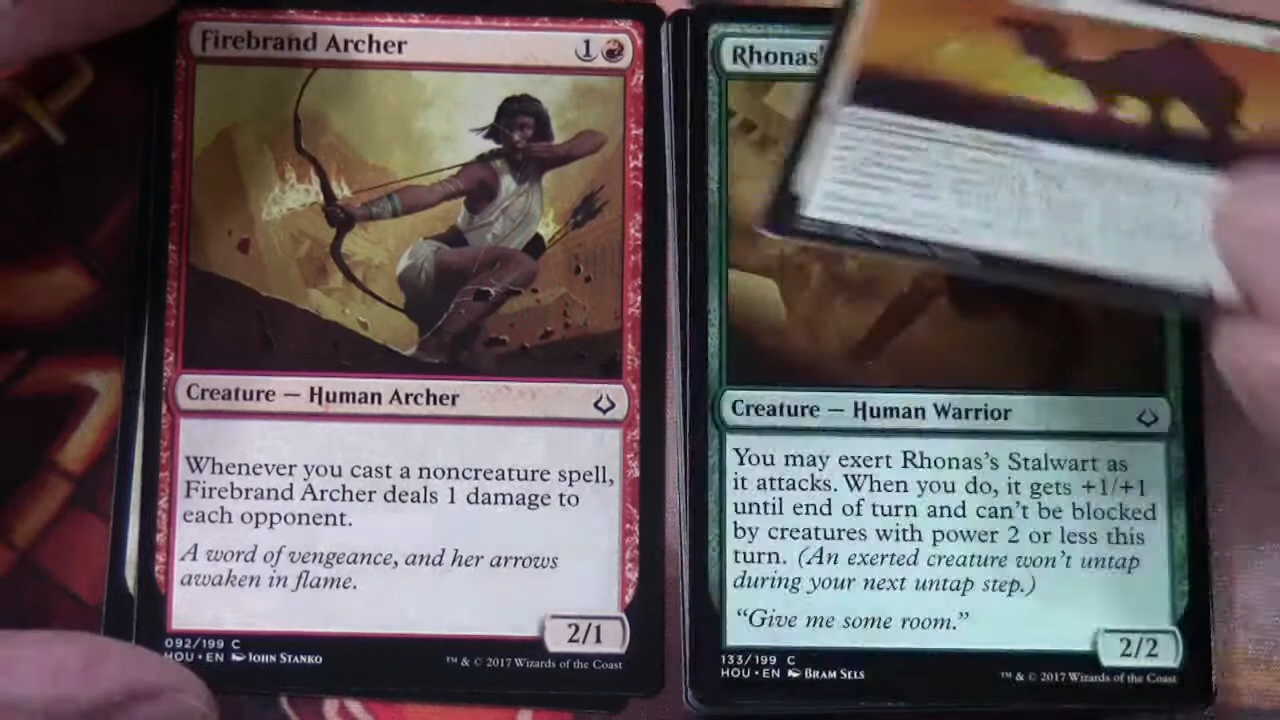 Firebrand Archer
1
Creature — Human Archer
Whenever you cast a noncreature spell,
Firebrand Archer deals 1 damage to
each opponent.
A word of vengeance, and her arrows
awaken in flame.
2/1
092/199 C
HOU • EN John Stanko
™ & © 2017 Wizards of the Coast
Rhonas'
Creature — Human Warrior
You may exert Rhonas's Stalwart as
it attacks. When you do, it gets +1/+1
until end of turn and can't be blocked
by creatures with power 2 or less this
turn. (An exerted creature won't untap
during your next untap step.)
"Give me some room."
2/2
133/199 C
HOU • EN Bram Sels
™ & © 2017 Wizards of the Coast